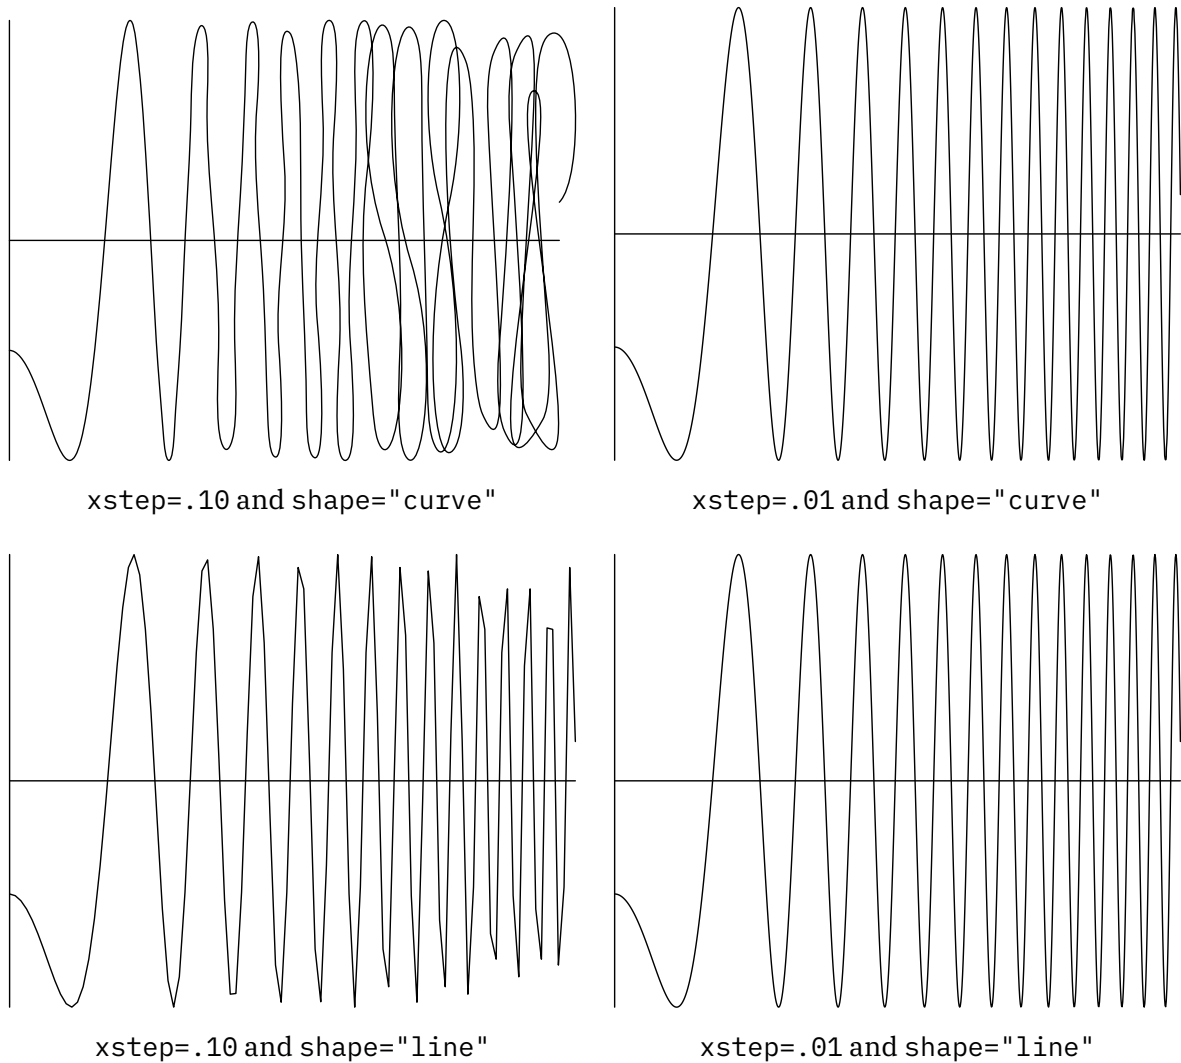 xstep=.10 and shape="curve"
xstep=.01 and shape="curve"
xstep=.10 and shape="line"
xstep=.01 and shape="line"